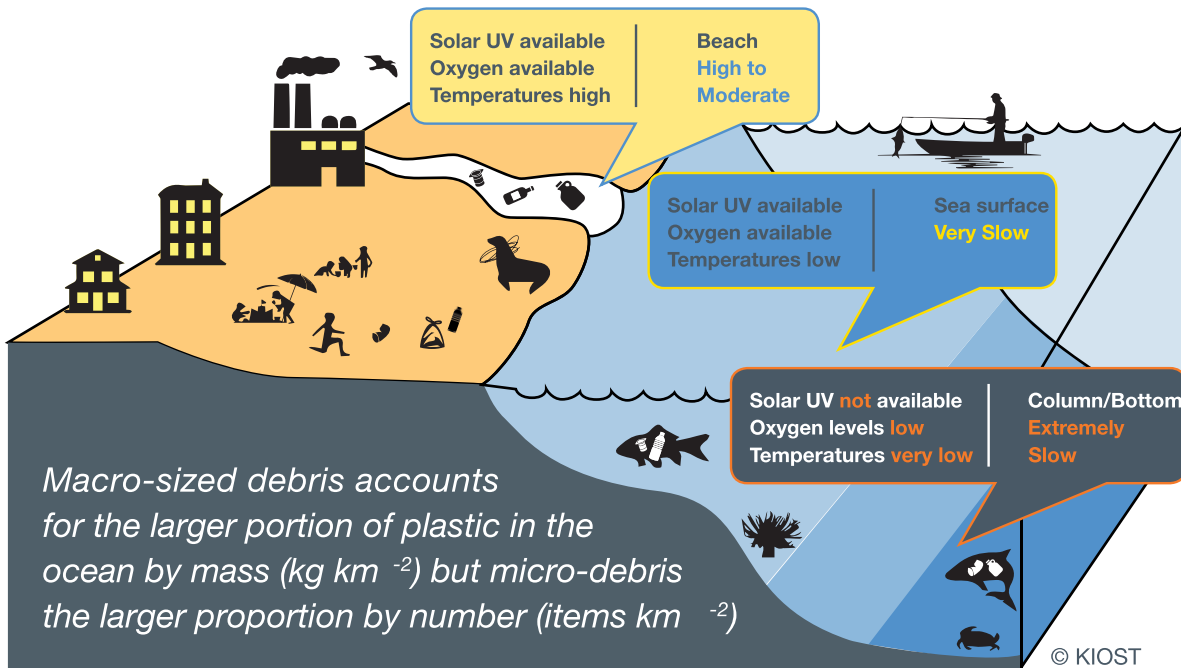 Solar UV available Beach
Oxygen available High to
Temperatures high Moderate
Solar UV available Sea surface
Oxygen available Very Slow
Temperatures low
Solar UV not available Column/Bottom
Oxygen levels low Extremely
Temperatures very low Slow
Macro-sized debris accounts
for the larger portion of plastic in the
ocean by mass (kg km -2) but micro-debris
the larger proportion by number (items km -2)
© KIOST